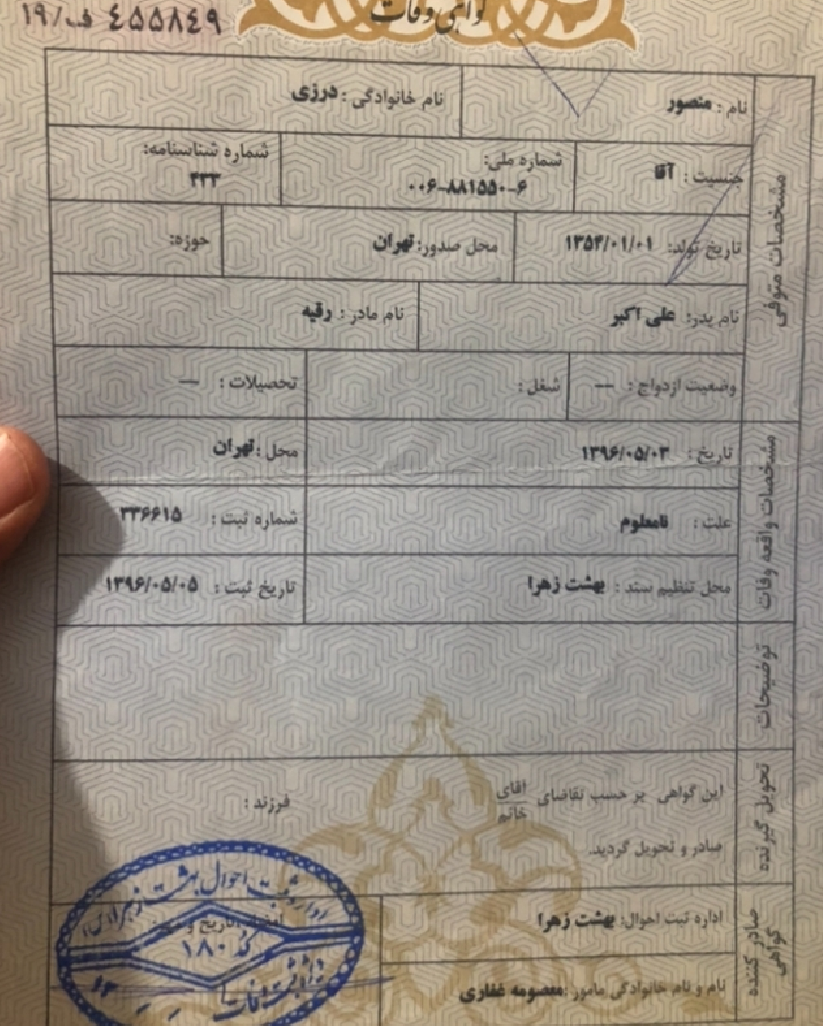 ۴۵۵۸۴۹ ف/۱۹
گواهی وفات
مشخصات متوفی
نام : منصور
نام خانوادگی : درزی
جنسیت : آقا
شماره ملی:
۰۰۶-۸۸۱۵۵۰-۶
شماره شناسنامه:
۲۳۳
تاریخ تولد: ۱۳۵۴/۰۱/۰۱
محل صدور: تهران
حوزه:
نام پدر: علی اکبر
نام مادر : رقیه
وضعیت ازدواج : —
شغل :
تحصیلات : —
مشخصات واقعه وفات
تاریخ : ۱۳۹۶/۰۵/۰۳
محل : تهران
علت : نامعلوم
شماره ثبت : ۳۳۶۶۱۵
محل تنظیم سند : بهشت زهرا
تاریخ ثبت : ۱۳۹۶/۰۵/۰۵
توضیحات
تحویل گیرنده
این گواهی بر حسب تقاضای آقای
خانم
فرزند :
صادر و تحویل گردید.
صادر کننده
گواهی
اداره ثبت احوال: بهشت زهرا
نام و نام خانوادگی مامور : معصومه غفاری
اداره ثبت احوال بهشت زهرا (س)
کد ۱۸۰